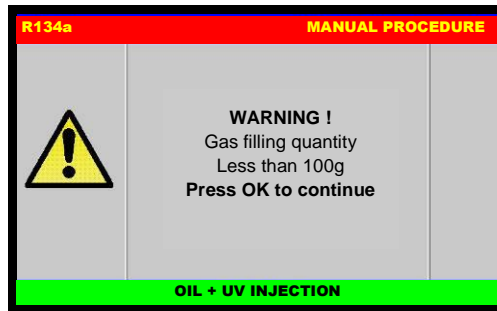 R134a MANUAL PROCEDURE
WARNING !
Gas filling quantity
Less than 100g
Press OK to continue
OIL + UV INJECTION